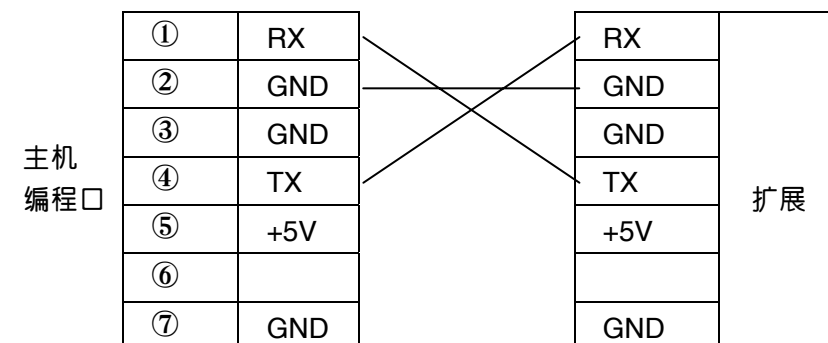 ① RX RX
② GND GND
③ GND GND
主机
④ TX TX
编程口
扩展
⑤ +5V +5V
⑥
⑦ GND GND